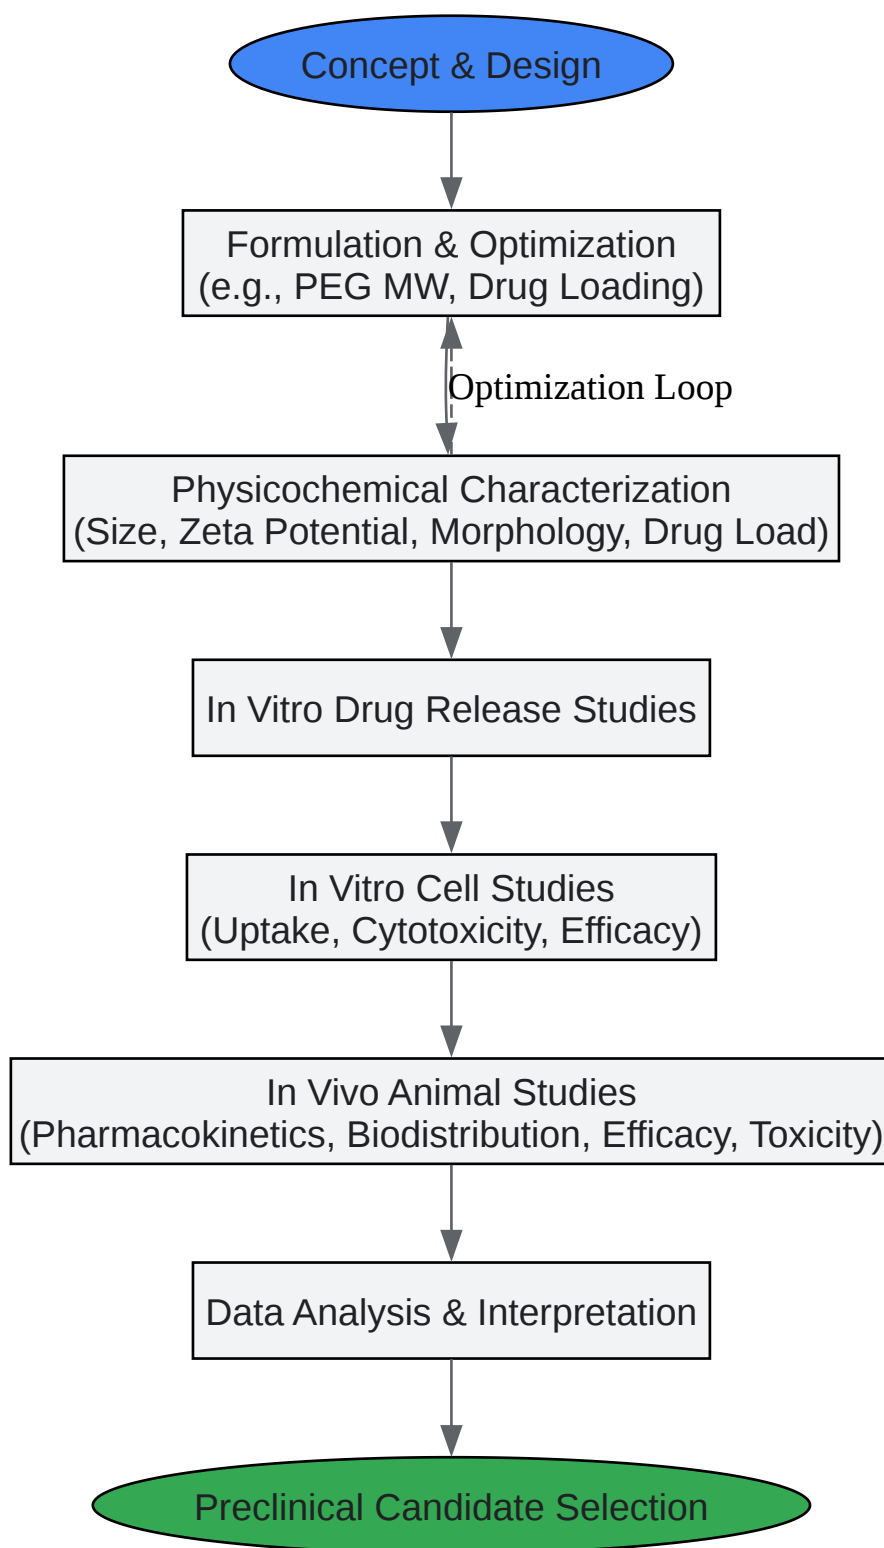 Concept & Design
Formulation & Optimization
(e.g., PEG MW, Drug Loading)
Optimization Loop
Physicochemical Characterization
(Size, Zeta Potential, Morphology, Drug Load)
In Vitro Drug Release Studies
In Vitro Cell Studies
(Uptake, Cytotoxicity, Efficacy)
In Vivo Animal Studies
(Pharmacokinetics, Biodistribution, Efficacy, Toxicity)
Data Analysis & Interpretation
Preclinical Candidate Selection